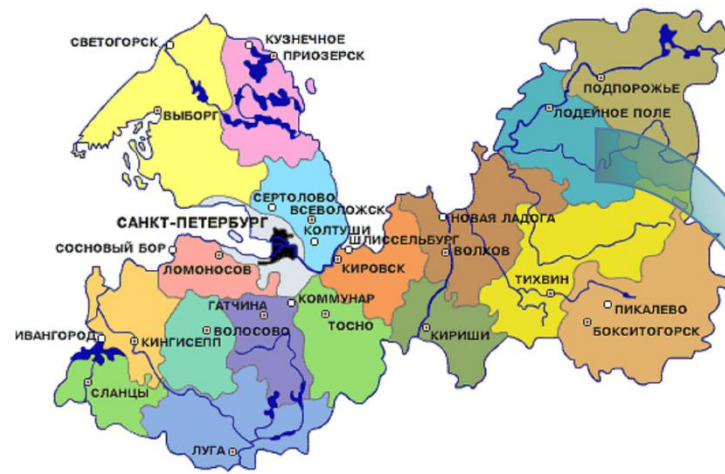 СВЕТОГОРСК
КУЗНЕЧНОЕ
ПРИОЗЕРСК
ВЫБОРГ
ПОДПОРОЖЬЕ
ЛОДЕЙНОЕ ПОЛЕ
СЕРТОЛОВО
ВСЕВОЛОЖСК
САНКТ-ПЕТЕРБУРГ
КОЛТУШИ
НОВАЯ ЛАДОГА
ШЛИССЕЛЬБУРГ
СОСНОВЫЙ БОР
ВОЛХОВ
ЛОМОНОСОВ
КИРОВСК
ТИХВИН
ГАТЧИНА
КОММУНАР
ПИКАЛЕВО
ИВАНГОРОД
ВОЛОСОВО
ТОСНО
КИРИШИ
БОКСИТОГОРСК
КИНГИСЕПП
СЛАНЦЫ
ЛУГА